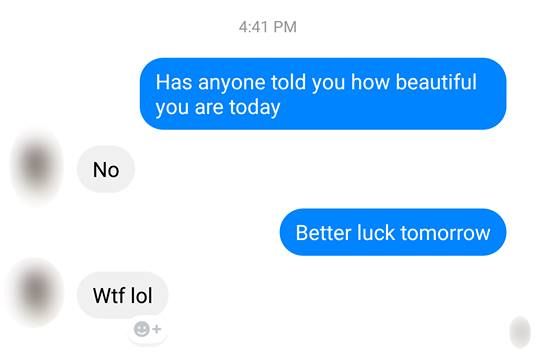 4:41 PM
Has anyone told you how beautiful
you are today
No
Better luck tomorrow
Wtf lol